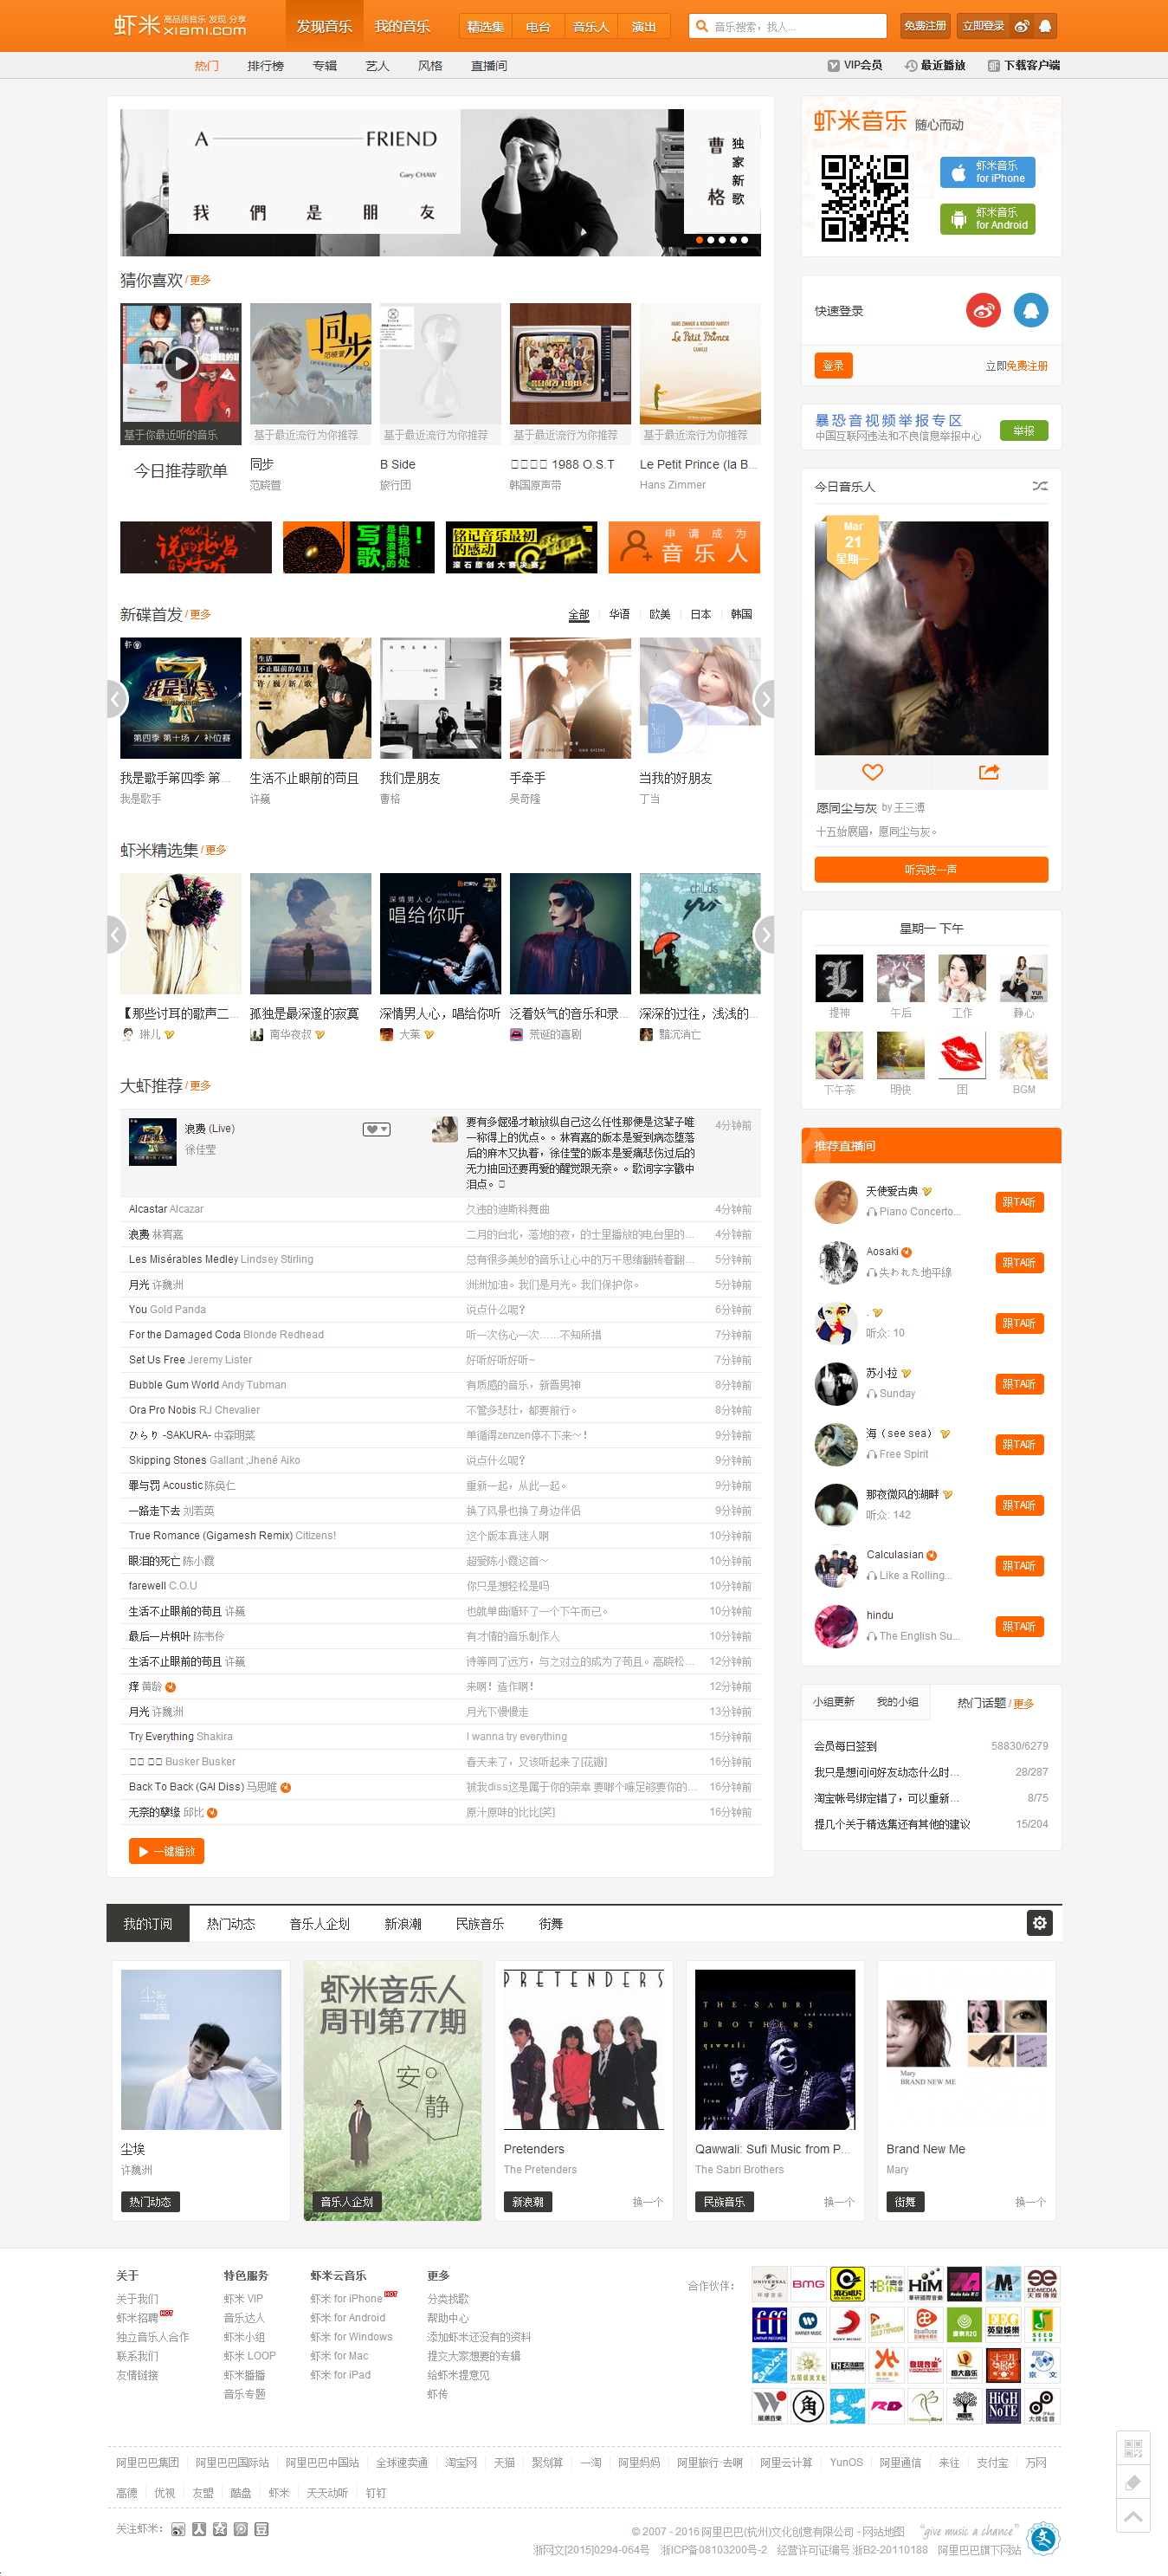 虾米 高品质音乐 发现 分享
xiami.com
发现音乐 我的音乐 精选集 电台 音乐人 演出 音乐搜索，找人... 免费注册 立即登录
热门 排行榜 专辑 艺人 风格 直播间 VIP会员 最近播放 下载客户端
A FRIEND
Gary CHAW
我 們 是 朋 友
曹格
独家新歌
猜你喜欢 / 更多
基于你最近听的音乐 基于最近流行为你推荐 基于最近流行为你推荐 基于最近流行为你推荐 基于最近流行为你推荐
今日推荐歌单
同步
范晓萱
B Side
旅行团
1988 O.S.T
韩国原声带
Le Petit Prince (la B...
Hans Zimmer
写歌，
自我相处
是最浪漫的
铭记音乐最初的感动
滚石原创大赛决赛
申请成为
音乐人
新碟首发 / 更多
全部 华语 欧美 日本 韩国
第四季 第十场 / 补位赛
我是歌手第四季 第...
我是歌手
生活不止眼前的苟且
许巍
我们是朋友
曹格
手牵手
吴奇隆
当我的好朋友
丁当
虾米精选集 / 更多
深情男人心
唱给你听
【那些讨耳的歌声二...
琳儿
孤独是最深邃的寂寞
南华夜叔
深情男人心，唱给你听
大莱
泛着妖气的音乐和录...
荒诞的喜剧
深深的过往，浅浅的...
黯沉消亡
大虾推荐 / 更多
浪费 (Live)
徐佳莹
要有多倔强才敢放纵自己这么任性那便是这辈子唯
一称得上的优点。。林宥嘉的版本是爱到病态堕落
后的麻木又执着，徐佳莹的版本是爱痛悲伤过后的
无力抽回还要再爱的醒觉跟无奈。。歌词字字戳中
泪点。
4分钟前
Alcastar Alcazar 久违的迪斯科舞曲 4分钟前
浪费 林宥嘉 二月的台北，落地的夜，的士里播放的电台里的... 4分钟前
Les Misérables Medley Lindsey Stirling 总有很多美妙的音乐让心中的万千思绪翻转着翻... 5分钟前
月光 许魏洲 洲洲加油。我们是月光。我们保护你。 5分钟前
You Gold Panda 说点什么呢？ 6分钟前
For the Damaged Coda Blonde Redhead 听一次伤心一次……不知所措 7分钟前
Set Us Free Jeremy Lister 好听好听好听~ 7分钟前
Bubble Gum World Andy Tubman 有质感的音乐，新晋男神 8分钟前
Ora Pro Nobis RJ Chevalier 不管多悲壮，都要前行。 8分钟前
ひらり -SAKURA- 中森明菜 单循得zenzen停不下来~！ 9分钟前
Skipping Stones Gallant ;Jhené Aiko 说点什么呢？ 9分钟前
罪与罚 Acoustic 陈奂仁 重新一起，从此一起。 9分钟前
一路走下去 刘若英 换了风景也换了身边伴侣 9分钟前
True Romance (Gigamesh Remix) Citizens! 这个版本真迷人啊 10分钟前
眼泪的死亡 陈小霞 超爱陈小霞这首~ 10分钟前
farewell C.O.U 你只是想轻松是吗 10分钟前
生活不止眼前的苟且 许巍 也就单曲循环了一个下午而已。 10分钟前
最后一片枫叶 陈韦伶 有才情的音乐制作人 10分钟前
生活不止眼前的苟且 许巍 诗等同了远方，与之对立的成为了苟且。高晓松... 12分钟前
痒 黄龄 来啊！造作啊！ 12分钟前
月光 许魏洲 月光下慢慢走 13分钟前
Try Everything Shakira I wanna try everything 15分钟前
Busker Busker 春天来了，又该听起来了[花瓣] 16分钟前
Back To Back (GAI Diss) 马思唯 被我diss这是属于你的荣幸 要嘟个嘛足够要你的... 16分钟前
无奈的孽缘 邱比 原汁原味的比比[笑] 16分钟前
一键播放
虾米音乐 随心而动
虾米音乐
for iPhone
虾米音乐
for Android
快速登录
登录 立即免费注册
暴恐音视频举报专区
中国互联网违法和不良信息举报中心
举报
今日音乐人
Mar
21
星期一
愿同尘与灰 by 王三溥
十五始展眉，愿同尘与灰。
听完吱一声
星期一 下午
提神 午后 工作 静心
下午茶 明快 困 BGM
推荐直播间
天使爱古典
Piano Concerto...
跟TA听
Aosaki
失われた地平線
跟TA听
.
听众: 10
跟TA听
苏小拉
Sunday
跟TA听
海（see sea）
Free Spirit
跟TA听
那夜微风的湖畔
听众: 142
跟TA听
Calculasian
Like a Rolling...
跟TA听
hindu
The English Su...
跟TA听
小组更新 我的小组 热门话题 / 更多
会员每日签到 58830/6279
我只是想问问好友动态什么时... 28/287
淘宝帐号绑定错了，可以重新... 8/75
提几个关于精选集还有其他的建议 15/204
我的订阅 热门动态 音乐人企划 新浪潮 民族音乐 街舞
尘埃
许魏洲
热门动态
虾米音乐人
周刊第77期
安静
音乐人企划
PRETENDERS
Pretenders
The Pretenders
新浪潮 换一个
THE SABRI
BROTHERS
qawwali
Qawwali: Sufi Music from P...
The Sabri Brothers
民族音乐 换一个
Mary
BRAND NEW ME
Brand New Me
Mary
街舞 换一个
关于
关于我们
虾米招聘 HOT
独立音乐人合作
联系我们
友情链接
特色服务
虾米 VIP
音乐达人
虾米小组
虾米 LOOP
虾米播播
音乐专题
虾米云音乐
虾米 for iPhone HOT
虾米 for Android
虾米 for Windows
虾米 for Mac
虾米 for iPad
更多
分类找歌
帮助中心
添加虾米还没有的资料
提交大家想要的专辑
给虾米提意见
虾传
合作伙伴：
阿里巴巴集团 阿里巴巴国际站 阿里巴巴中国站 全球速卖通 淘宝网 天猫 聚划算 一淘 阿里妈妈 阿里旅行·去啊 阿里云计算 YunOS 阿里通信 来往 支付宝 万网
高德 优视 友盟 酷盘 虾米 天天动听 钉钉
关注虾米：
© 2007 - 2016 阿里巴巴(杭州)文化创意有限公司 - 网站地图 “give music a chance”
浙网文[2015]0294-064号 浙ICP备08103200号-2 经营许可证编号 浙B2-20110188 阿里巴巴旗下网站